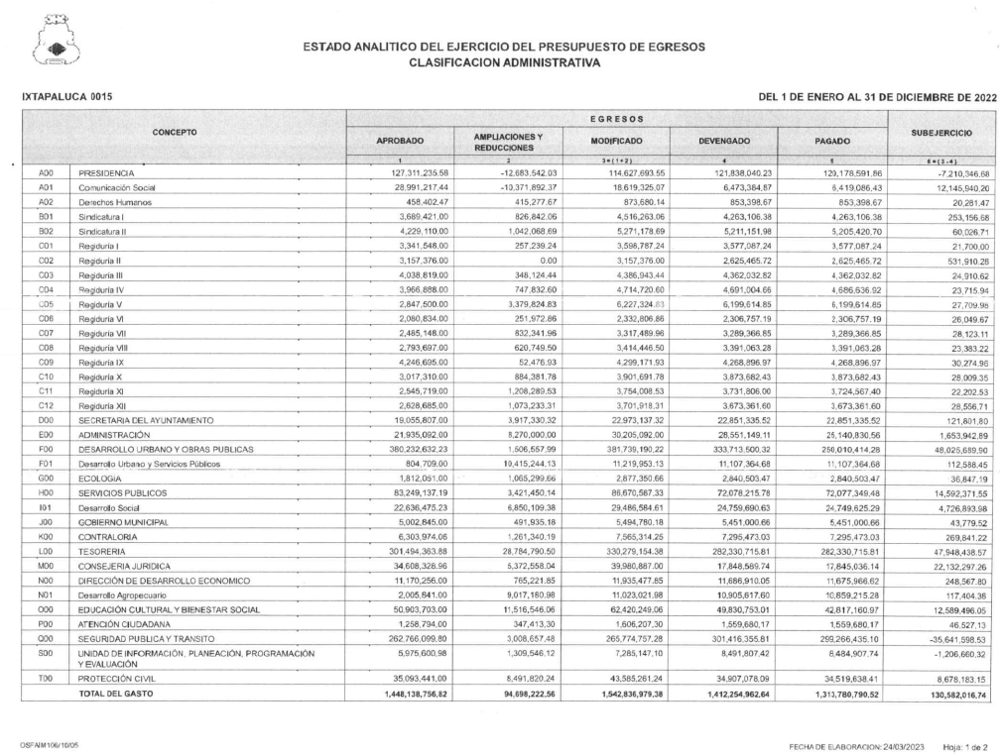 ESTADO ANALITICO DEL EJERCICIO DEL PRESUPUESTO DE EGRESOS
CLASIFICACION ADMINISTRATIVA
IXTAPALUCA 0015 DEL 1 DE ENERO AL 31 DE DICIEMBRE DE 2022
CONCEPTO EGRESOS SUBEJERCICIO
APROBADO AMPLIACIONES Y REDUCCIONES MODIFICADO DEVENGADO PAGADO
1 2 3=(1+2) 4 5 6=(3-4)
A00 PRESIDENCIA 127,311,235.58 -12,683,542.03 114,627,693.55 121,838,040.23 120,178,591.86 -7,210,346.68
A01 Comunicación Social 28,991,217.44 -10,371,892.37 18,619,325.07 6,473,384.87 6,419,086.43 12,145,940.20
A02 Derechos Humanos 458,402.47 415,277.67 873,680.14 853,398.67 853,398.67 20,281.47
B01 Sindicatura I 3,689,421.00 826,842.06 4,516,263.06 4,263,106.38 4,263,106.38 253,156.68
B02 Sindicatura II 4,229,110.00 1,042,068.69 5,271,178.69 5,211,151.98 5,205,420.70 60,026.71
C01 Regiduría I 3,341,548.00 257,239.24 3,598,787.24 3,577,087.24 3,577,087.24 21,700.00
C02 Regiduría II 3,157,376.00 0.00 3,157,376.00 2,625,465.72 2,625,465.72 531,910.28
C03 Regiduría III 4,038,819.00 348,124.44 4,386,943.44 4,362,032.82 4,362,032.82 24,910.62
C04 Regiduría IV 3,966,888.00 747,832.60 4,714,720.60 4,691,004.66 4,686,636.92 23,715.94
C05 Regiduría V 2,847,500.00 3,379,824.83 6,227,324.83 6,199,614.85 6,199,614.85 27,709.98
C06 Regiduría VI 2,080,834.00 251,972.86 2,332,806.86 2,306,757.19 2,306,757.19 26,049.67
C07 Regiduría VII 2,485,148.00 832,341.96 3,317,489.96 3,289,366.85 3,289,366.85 28,123.11
C08 Regiduría VIII 2,793,697.00 620,749.50 3,414,446.50 3,391,063.28 3,391,063.28 23,383.22
C09 Regiduría IX 4,246,695.00 52,476.93 4,299,171.93 4,268,896.97 4,268,896.97 30,274.96
C10 Regiduría X 3,017,310.00 884,381.78 3,901,691.78 3,873,682.43 3,873,682.43 28,009.35
C11 Regiduría XI 2,545,719.00 1,208,289.53 3,754,008.53 3,731,806.00 3,724,567.40 22,202.53
C12 Regiduría XII 2,628,685.00 1,073,233.31 3,701,918.31 3,673,361.60 3,673,361.60 28,556.71
D00 SECRETARIA DEL AYUNTAMIENTO 19,055,807.00 3,917,330.32 22,973,137.32 22,851,335.52 22,851,335.52 121,801.80
E00 ADMINISTRACIÓN 21,935,092.00 8,270,000.00 30,205,092.00 28,551,149.11 25,140,830.56 1,653,942.89
F00 DESARROLLO URBANO Y OBRAS PUBLICAS 380,232,632.23 1,506,557.99 381,739,190.22 333,713,500.32 256,010,414.28 48,025,689.90
F01 Desarrollo Urbano y Servicios Públicos 804,709.00 10,415,244.13 11,219,953.13 11,107,364.68 11,107,364.68 112,588.45
G00 ECOLOGIA 1,812,051.00 1,065,299.66 2,877,350.66 2,840,503.47 2,840,503.47 36,847.19
H00 SERVICIOS PUBLICOS 83,249,137.19 3,421,450.14 86,670,587.33 72,078,215.78 72,077,349.48 14,592,371.55
I01 Desarrollo Social 22,636,475.23 6,850,109.38 29,486,584.61 24,759,690.63 24,749,625.29 4,726,893.98
J00 GOBIERNO MUNICIPAL 5,002,845.00 491,935.18 5,494,780.18 5,451,000.66 5,451,000.66 43,779.52
K00 CONTRALORIA 6,303,974.06 1,261,340.19 7,565,314.25 7,295,473.03 7,295,473.03 269,841.22
L00 TESORERIA 301,494,363.88 28,784,790.50 330,279,154.38 282,330,715.81 282,330,715.81 47,948,438.57
M00 CONSEJERIA JURIDICA 34,608,328.96 5,372,558.04 39,980,887.00 17,848,589.74 17,845,036.14 22,132,297.26
N00 DIRECCIÓN DE DESARROLLO ECONOMICO 11,170,256.00 765,221.85 11,935,477.85 11,686,910.05 11,675,966.62 248,567.80
N01 Desarrollo Agropecuario 2,005,841.00 9,017,180.98 11,023,021.98 10,905,617.60 10,859,215.28 117,404.38
O00 EDUCACIÓN CULTURAL Y BIENESTAR SOCIAL 50,903,703.00 11,516,546.06 62,420,249.06 49,830,753.01 42,817,160.97 12,589,496.05
P00 ATENCIÓN CIUDADANA 1,258,794.00 347,413.30 1,606,207.30 1,559,680.17 1,559,680.17 46,527.13
Q00 SEGURIDAD PUBLICA Y TRANSITO 262,766,099.80 3,008,657.48 265,774,757.28 301,416,355.81 299,266,435.10 -35,641,598.53
S00 UNIDAD DE INFORMACIÓN, PLANEACIÓN, PROGRAMACIÓN 5,975,600.98 1,309,546.12 7,285,147.10 8,491,807.42 8,484,907.74 -1,206,660.32
Y EVALUACIÓN
T00 PROTECCIÓN CIVIL 35,093,441.00 8,491,820.24 43,585,261.24 34,907,078.09 34,519,638.41 8,678,183.15
TOTAL DEL GASTO 1,448,138,756.82 94,698,222.56 1,542,836,979.38 1,412,254,962.64 1,313,780,790.52 130,582,016.74
OSFAIM106/10/05 FECHA DE ELABORACION: 24/03/2023 Hoja: 1 de 2